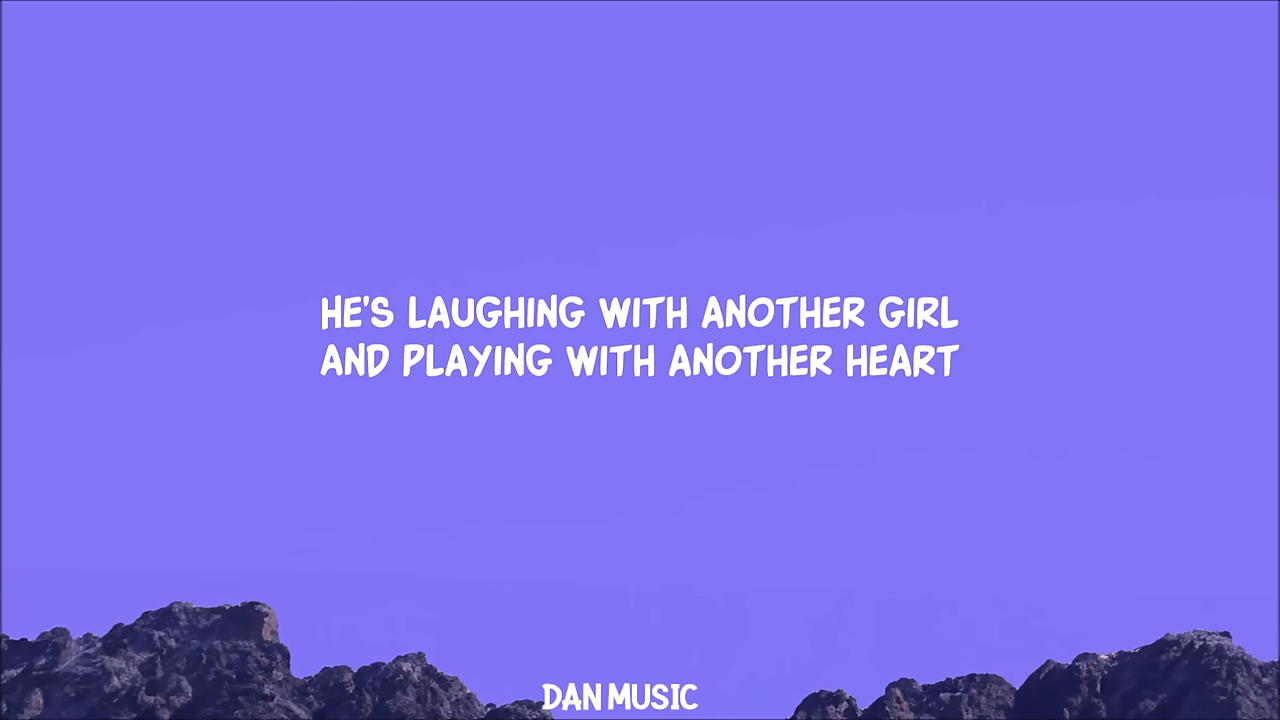 HE'S LAUGHING WITH ANOTHER GIRL
AND PLAYING WITH ANOTHER HEART
DAN MUSIC